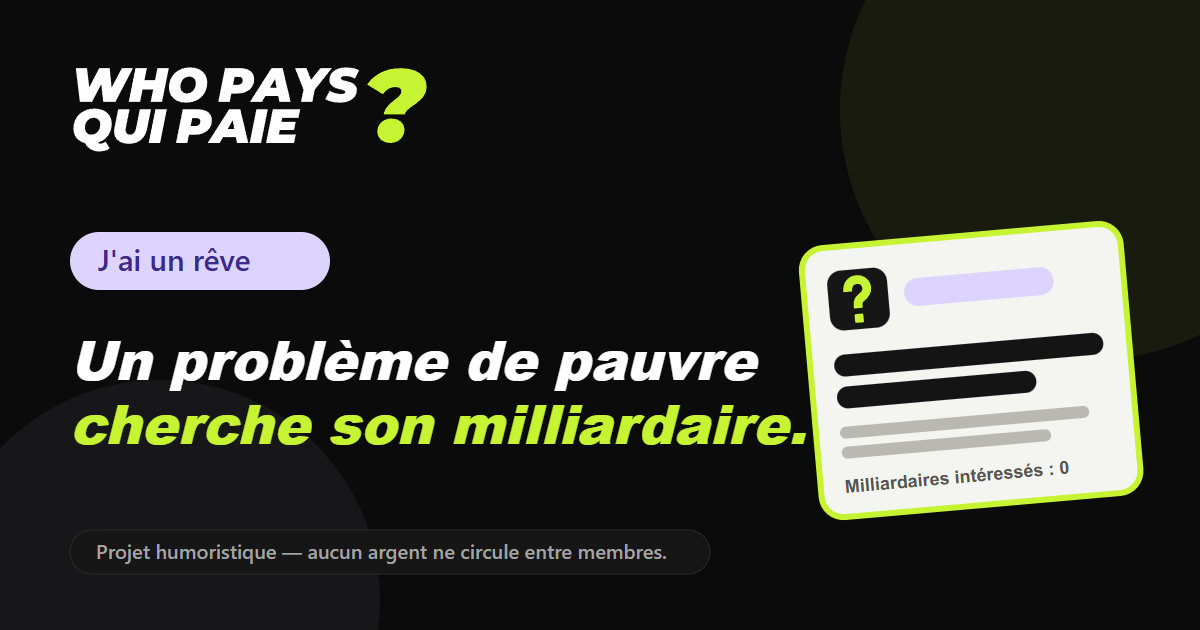 WHO PAYS
QUI PAIE ?
J'ai un rêve
Un problème de pauvre
cherche son milliardaire.
?
Milliardaires intéressés : 0
Projet humoristique — aucun argent ne circule entre membres.